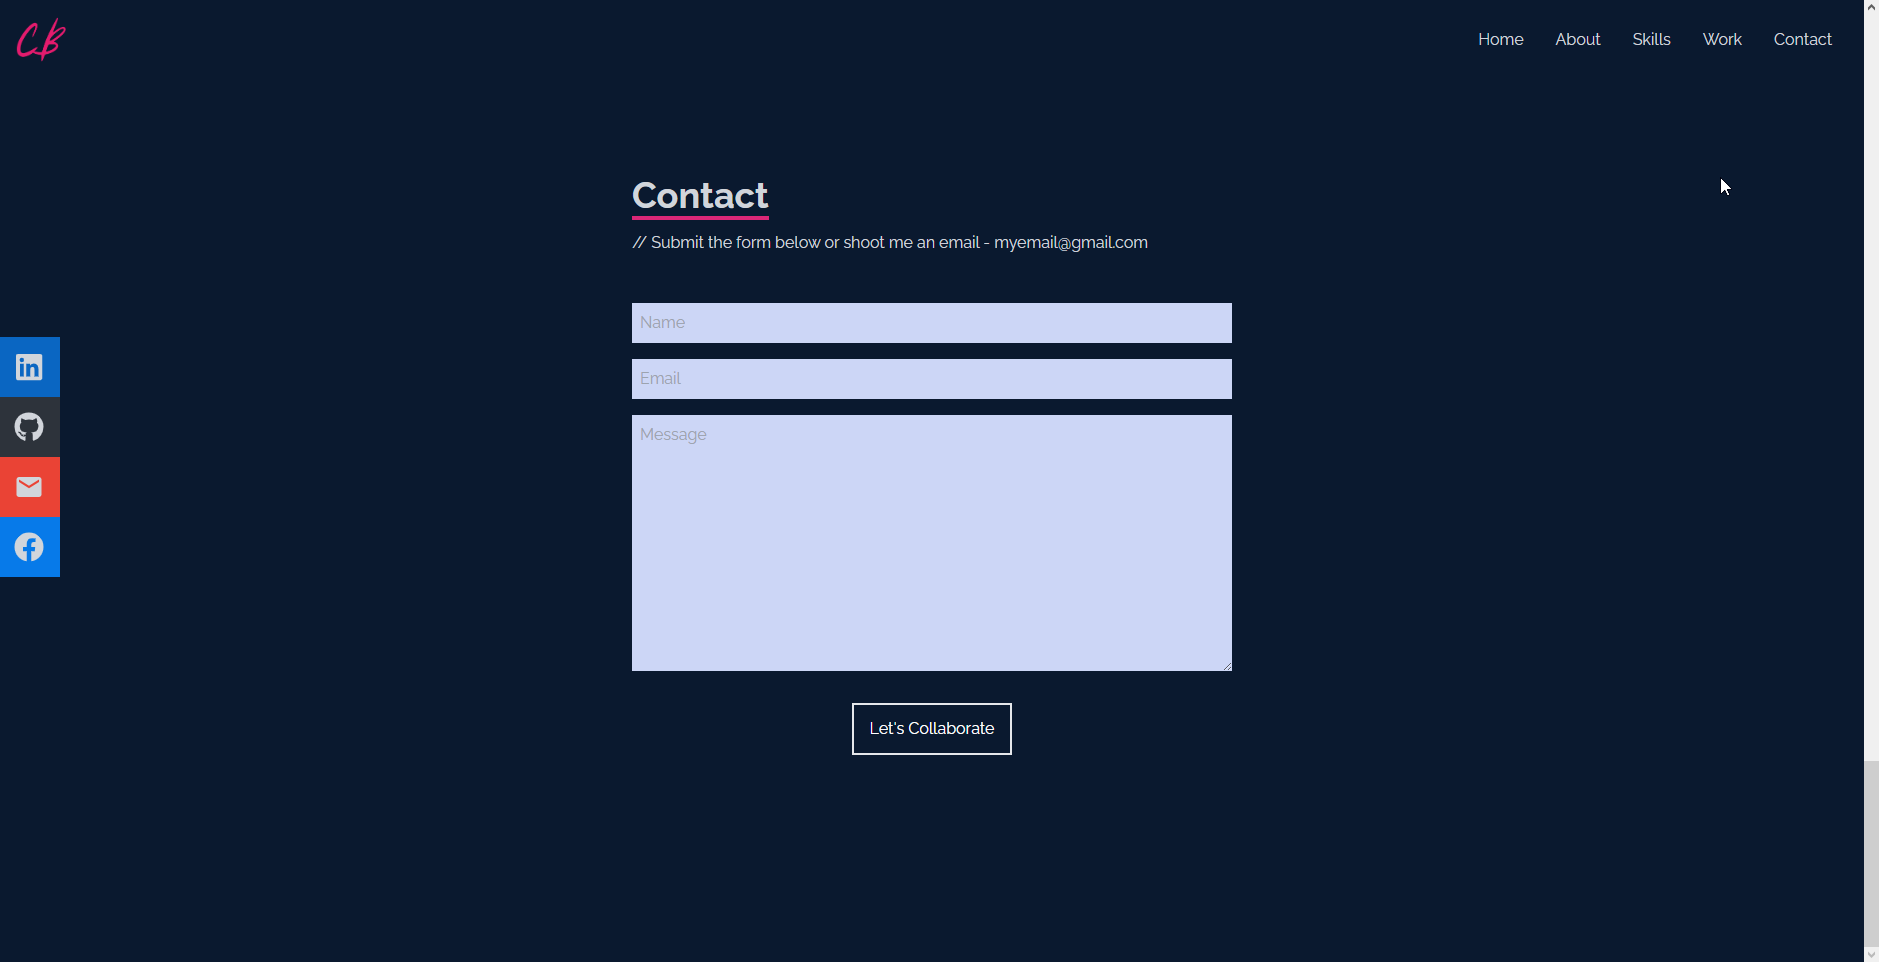 CB
Home About Skills Work Contact
Contact
// Submit the form below or shoot me an email - myemail@gmail.com
Name
Email
Message
in
Let's Collaborate